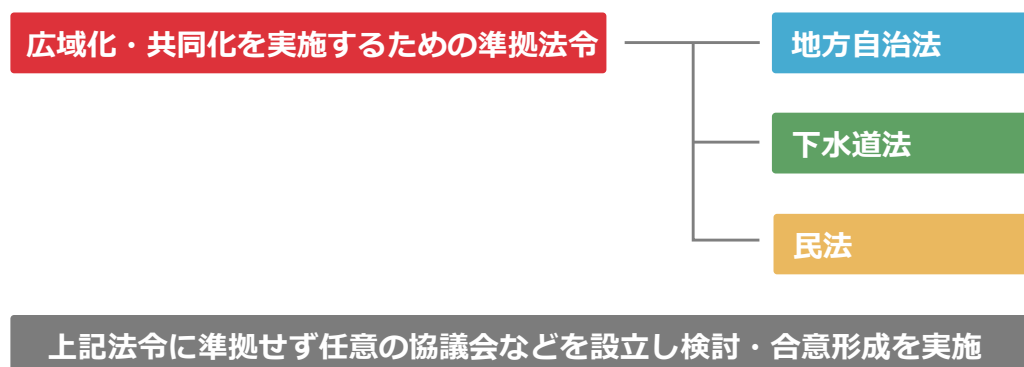 広域化・共同化を実施するための準拠法令
地方自治法
下水道法
民法
上記法令に準拠せず任意の協議会などを設立し検討・合意形成を実施